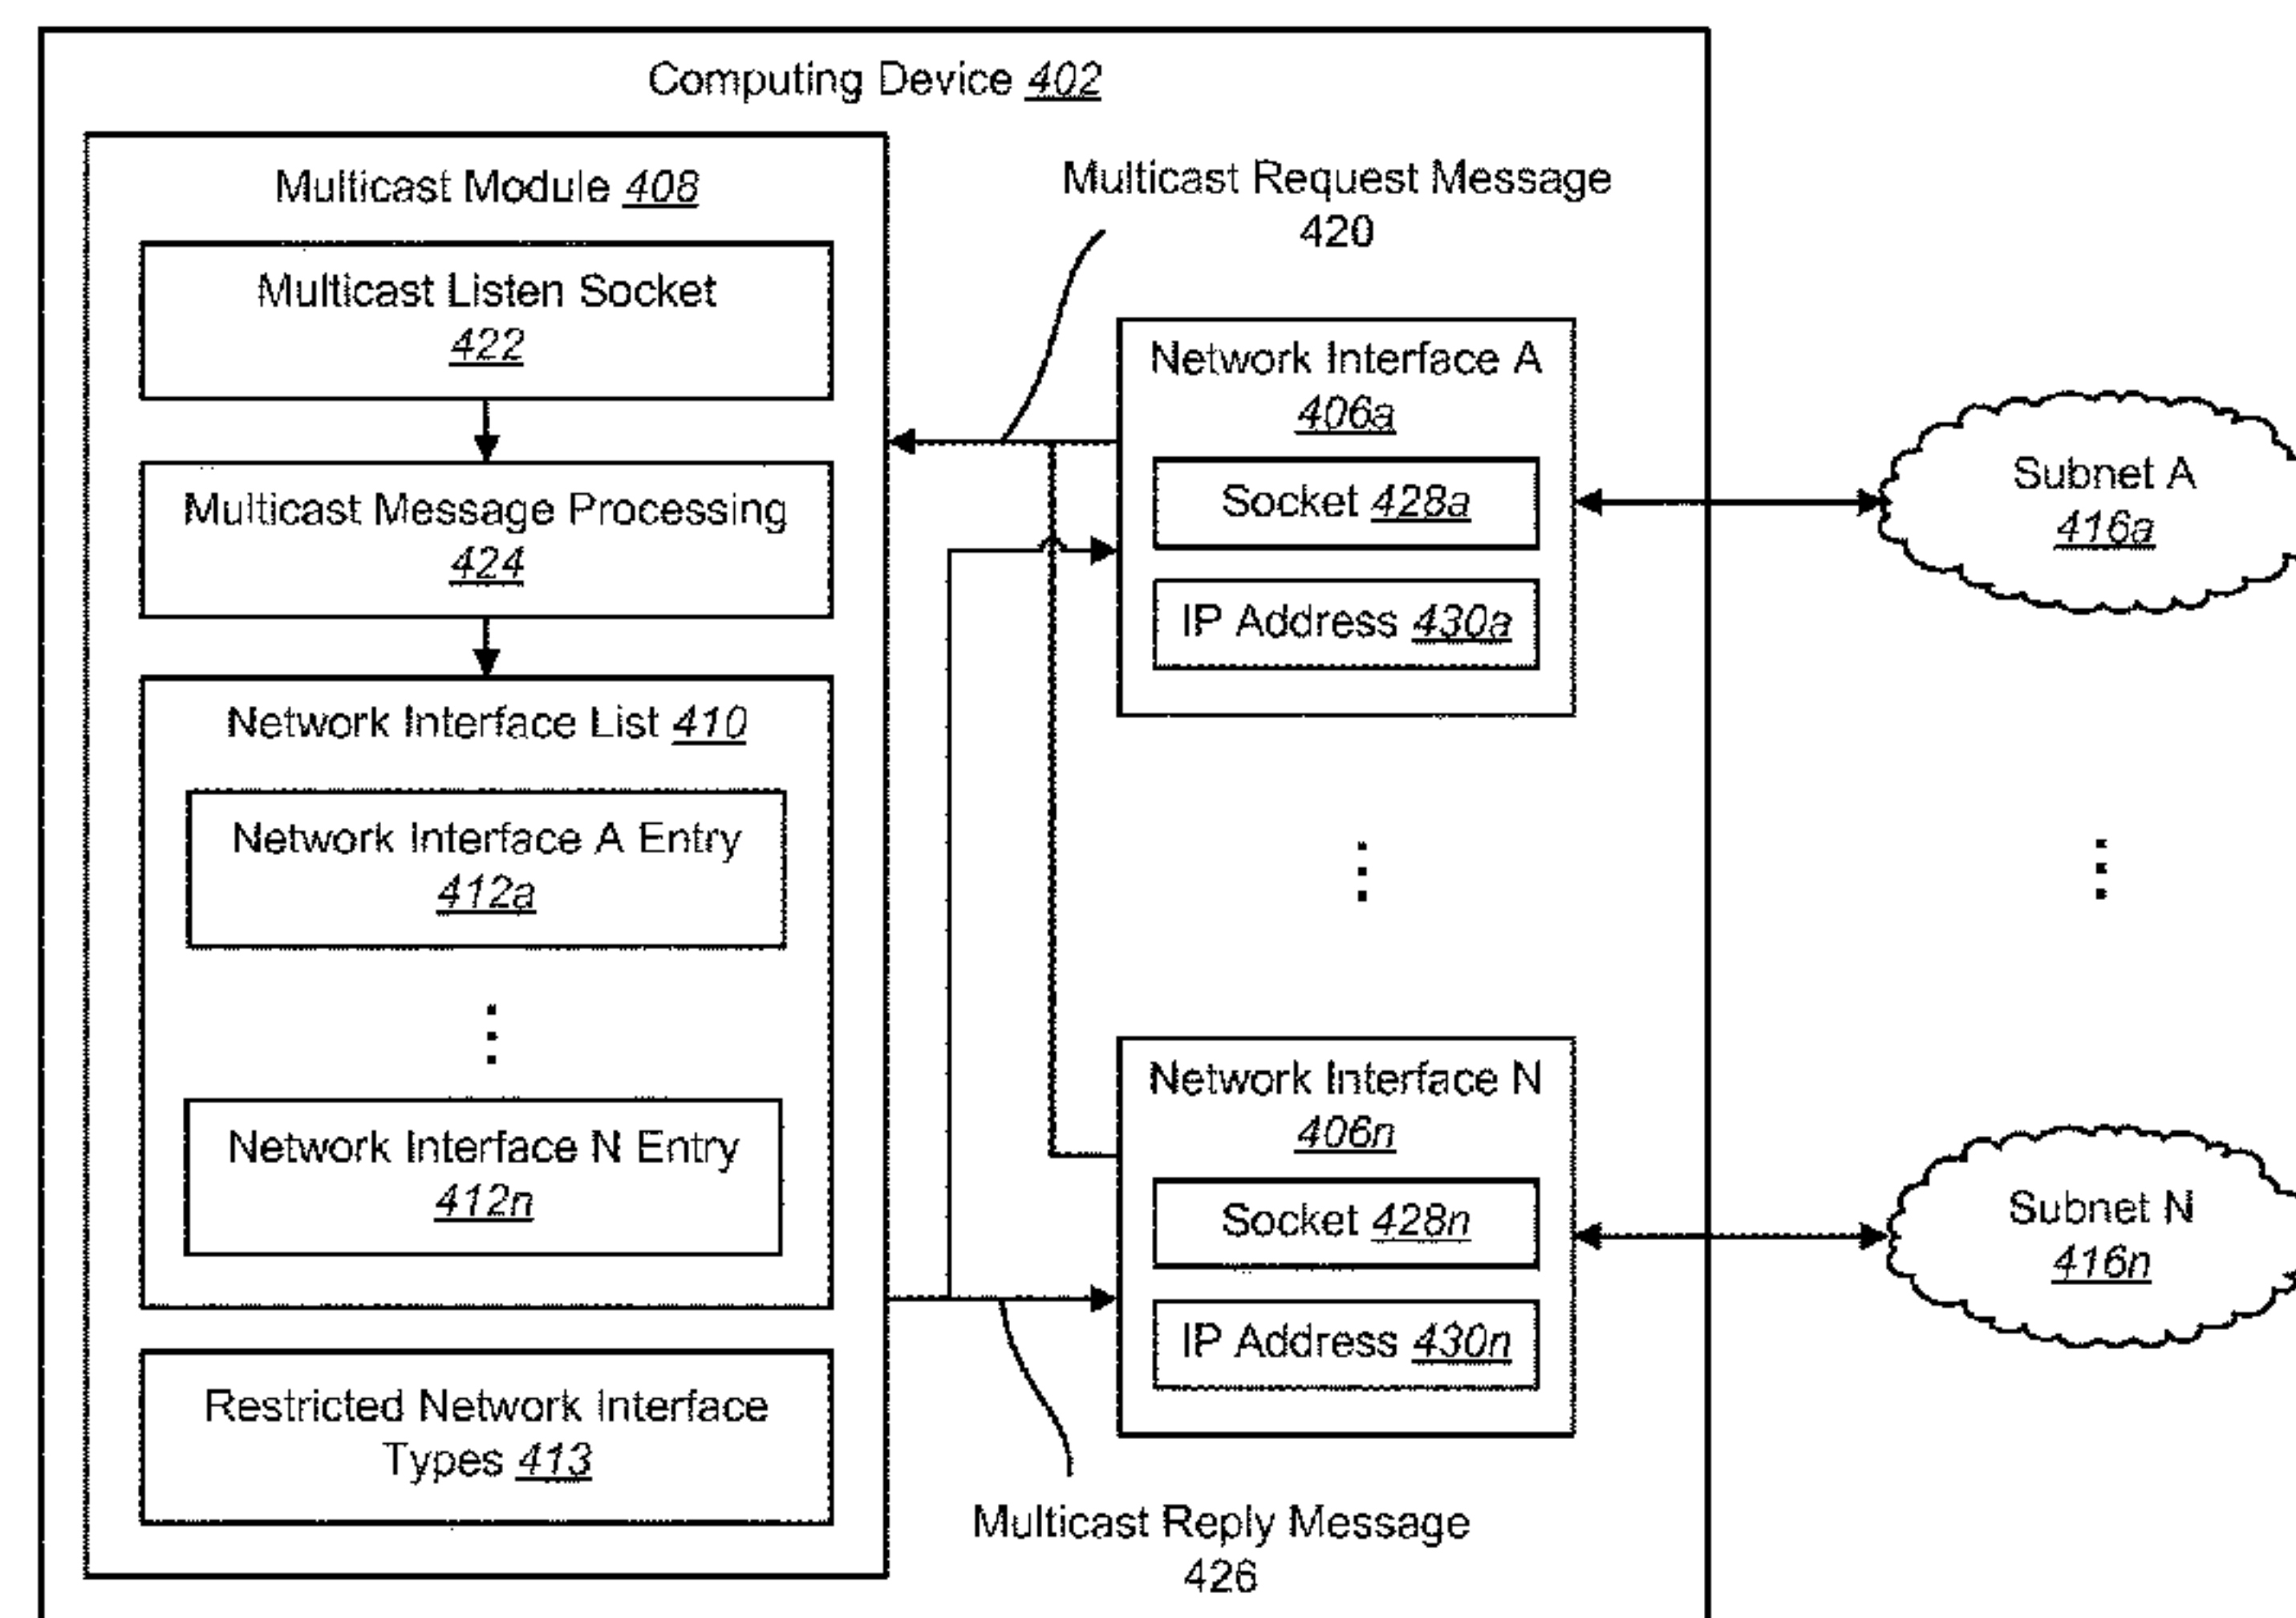 Computing Device 402
Multicast Module 408
Multicast Listen Socket
422
Multicast Message Processing
424
Network Interface List 410
Network Interface A Entry
412a
Network Interface N Entry
412n
Restricted Network Interface
Types 413
Multicast Request Message
420
Network Interface A
406a
Socket 428a
IP Address 430a
Network Interface N
406n
Socket 428n
IP Address 430n
Multicast Reply Message
426
Subnet A
416a
Subnet N
416n